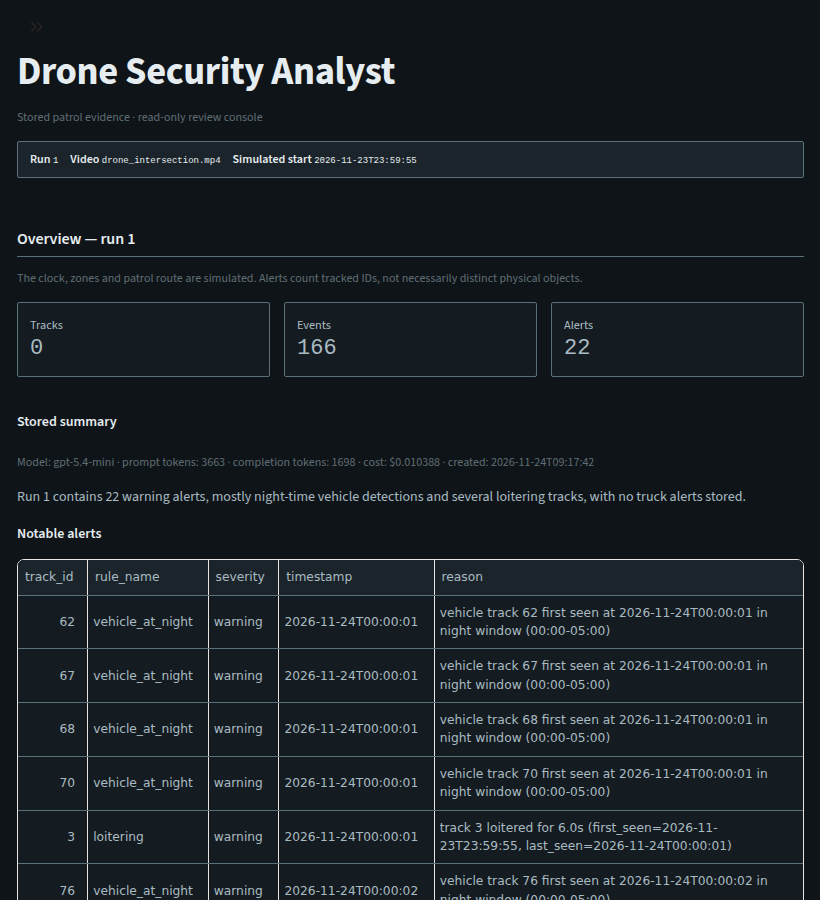 »
Drone Security Analyst
Stored patrol evidence · read-only review console
Run 1 Video drone_intersection.mp4 Simulated start 2026-11-23T23:59:55
Overview — run 1
The clock, zones and patrol route are simulated. Alerts count tracked IDs, not necessarily distinct physical objects.
Tracks Events Alerts
0 166 22
Stored summary
Model: gpt-5.4-mini · prompt tokens: 3663 · completion tokens: 1698 · cost: $0.010388 · created: 2026-11-24T09:17:42
Run 1 contains 22 warning alerts, mostly night-time vehicle detections and several loitering tracks, with no truck alerts stored.
Notable alerts
track_id rule_name severity timestamp reason
62 vehicle_at_night warning 2026-11-24T00:00:01 vehicle track 62 first seen at 2026-11-24T00:00:01 in
night window (00:00-05:00)
67 vehicle_at_night warning 2026-11-24T00:00:01 vehicle track 67 first seen at 2026-11-24T00:00:01 in
night window (00:00-05:00)
68 vehicle_at_night warning 2026-11-24T00:00:01 vehicle track 68 first seen at 2026-11-24T00:00:01 in
night window (00:00-05:00)
70 vehicle_at_night warning 2026-11-24T00:00:01 vehicle track 70 first seen at 2026-11-24T00:00:01 in
night window (00:00-05:00)
3 loitering warning 2026-11-24T00:00:01 track 3 loitered for 6.0s (first_seen=2026-11-
23T23:59:55, last_seen=2026-11-24T00:00:01)
76 vehicle_at_night warning 2026-11-24T00:00:02 vehicle track 76 first seen at 2026-11-24T00:00:02 in
night window (00:00-05:00)